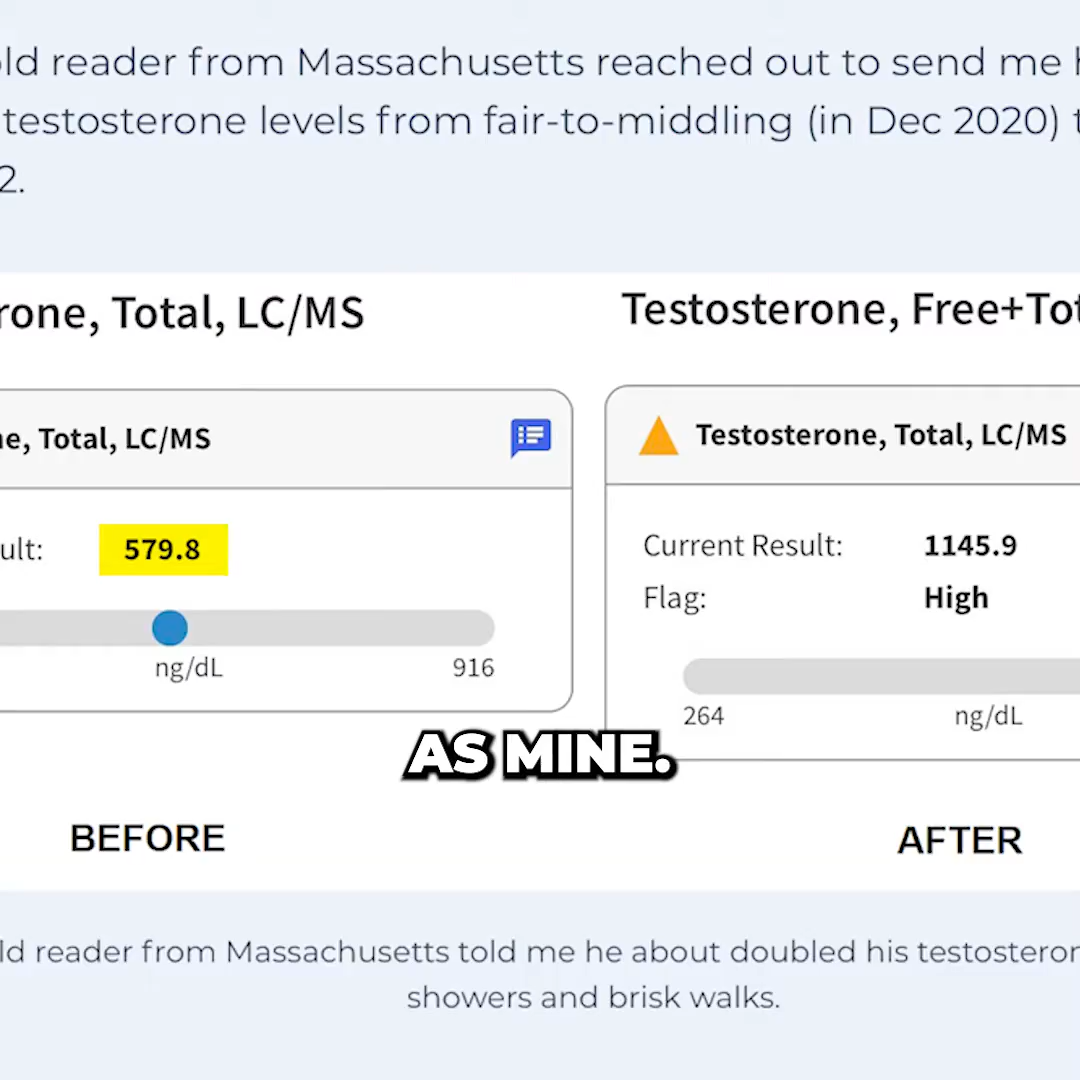 old reader from Massachusetts reached out to send me
testosterone levels from fair-to-middling (in Dec 2020)
2.
rone, Total, LC/MS
Testosterone, Free+Tot
ne, Total, LC/MS
Testosterone, Total, LC/MS
ult: 579.8
Current Result: 1145.9
Flag: High
ng/dL 916
264 ng/dL
AS MINE.
BEFORE
AFTER
ld reader from Massachusetts told me he about doubled his testosteron
showers and brisk walks.